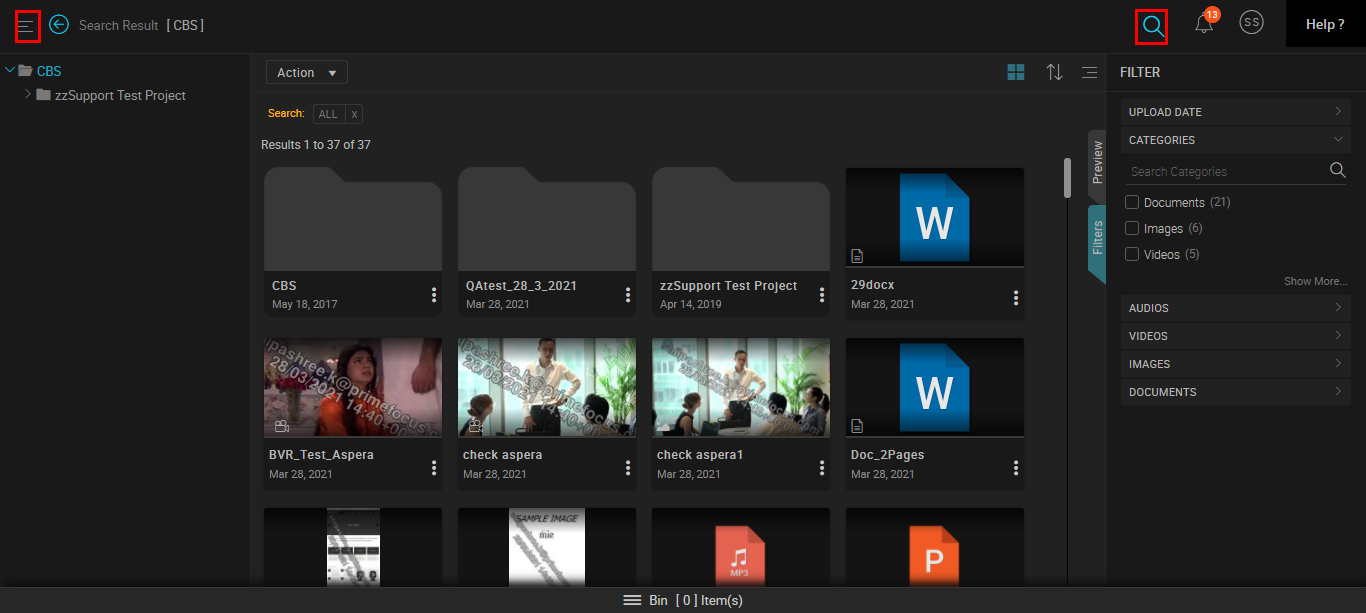 Search Result [ CBS ]
13
SS
Help ?
CBS
zzSupport Test Project
Action
FILTER
Search: ALL x
Results 1 to 37 of 37
Preview
Filters
UPLOAD DATE
CATEGORIES
Search Categories
Documents (21)
Images (6)
Videos (5)
Show More...
AUDIOS
VIDEOS
IMAGES
DOCUMENTS
W
CBS
May 18, 2017
QAtest_28_3_2021
Mar 28, 2021
zzSupport Test Project
Apr 14, 2019
29docx
Mar 28, 2021
lpashree.k@primefocus.c
28/03/2021 14:40+00
W
BVR_Test_Aspera
Mar 28, 2021
check aspera
Mar 28, 2021
check aspera1
Mar 28, 2021
Doc_2Pages
Mar 28, 2021
SAMPLE IMAGE
mie
MP3
P
Bin [ 0 ] Item(s)